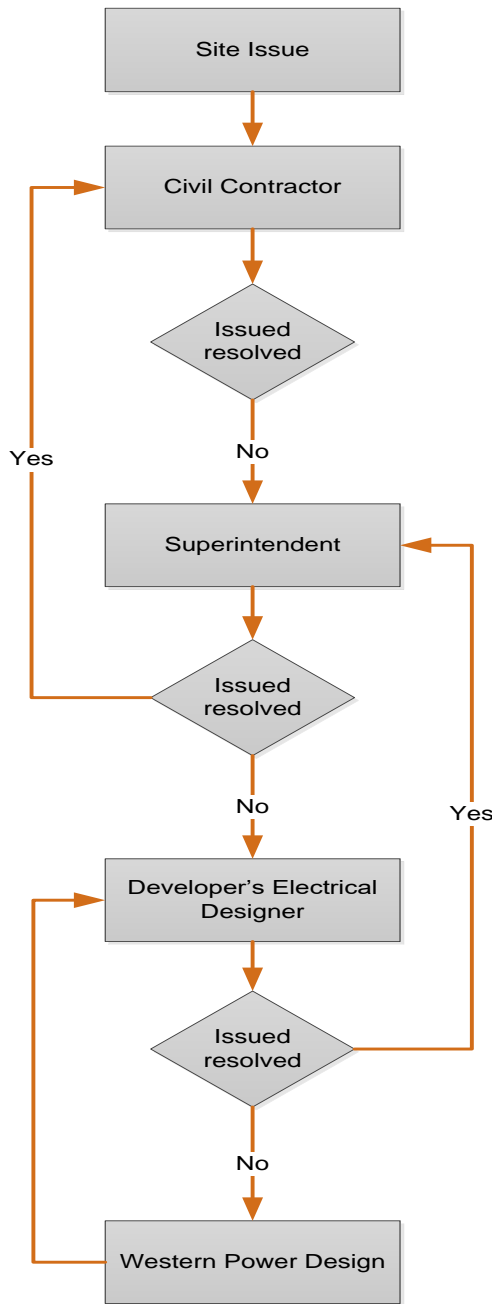 Site Issue
Civil Contractor
Issued
resolved
No
Yes
Superintendent
Issued
resolved
No
Yes
Developer’s Electrical
Designer
Issued
resolved
No
Western Power Design